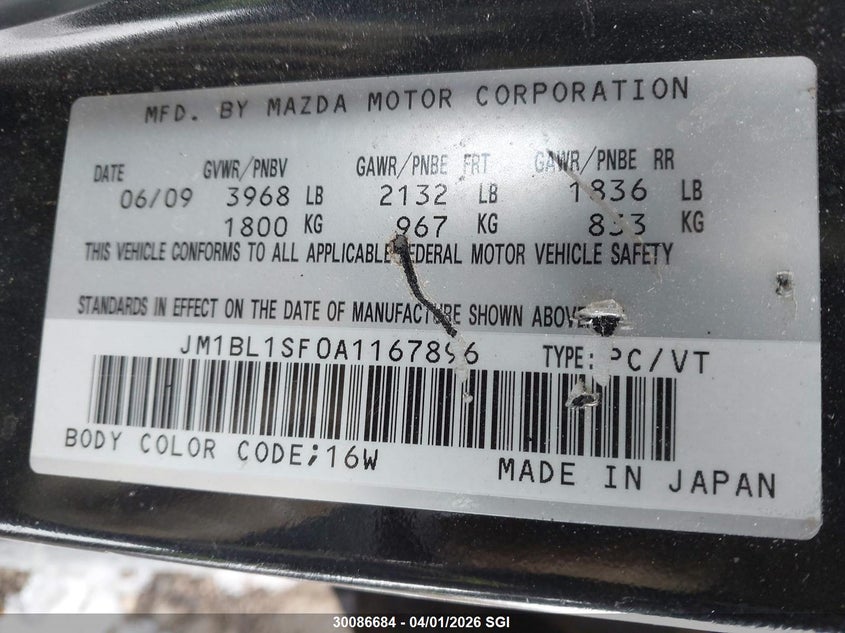 MFD. BY MAZDA MOTOR CORPORATION
DATE GVWR/PNBV GAWR/PNBE FRT GAWR/PNBE RR
06/09 3968 LB 2132 LB 1836 LB
1800 KG 967 KG 833 KG
THIS VEHICLE CONFORMS TO ALL APPLICABLE FEDERAL MOTOR VEHICLE SAFETY
STANDARDS IN EFFECT ON THE DATE OF MANUFACTURE SHOWN ABOVE.
JM1BL1SF0A1167896 TYPE: PC/VT
BODY COLOR CODE;16W
MADE IN JAPAN
30086684 - 04/01/2026 SGI